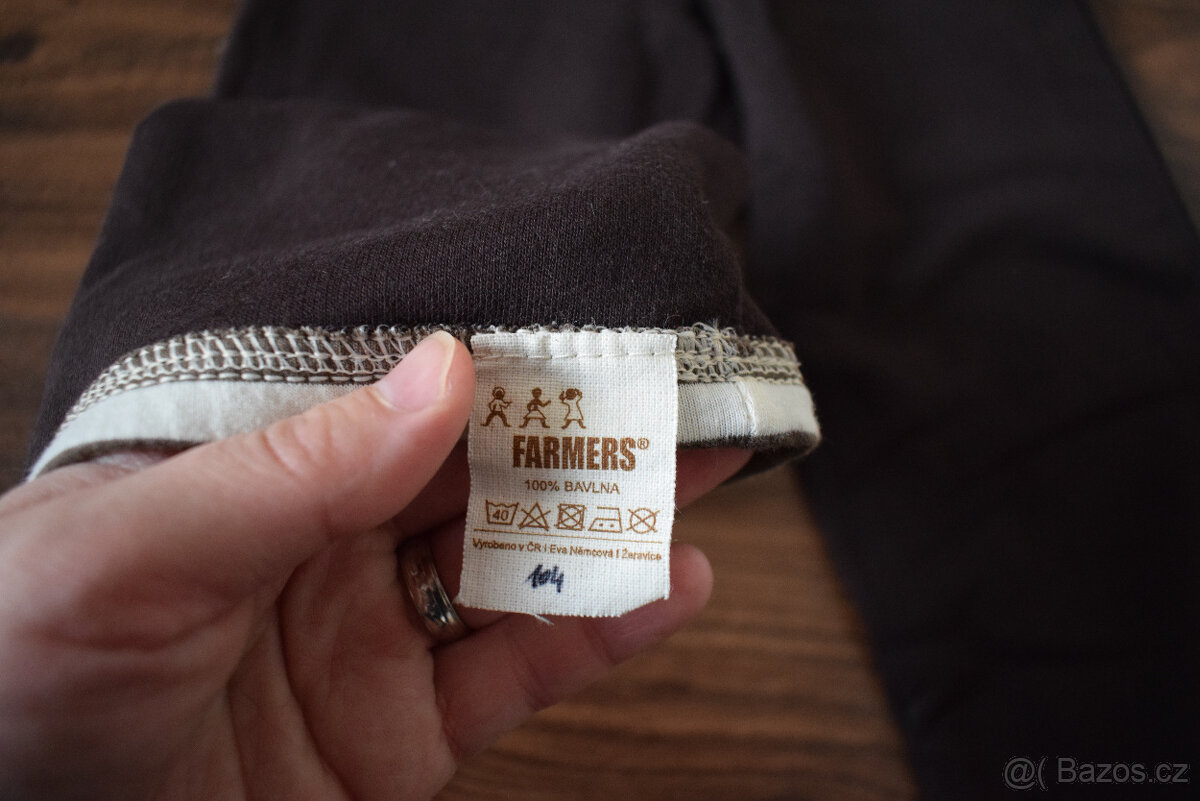 FARMERS®
100% BAVLNA
40
Vyrobeno v ČR | Eva Němcová | Žeravice
104
@( Bazos.cz